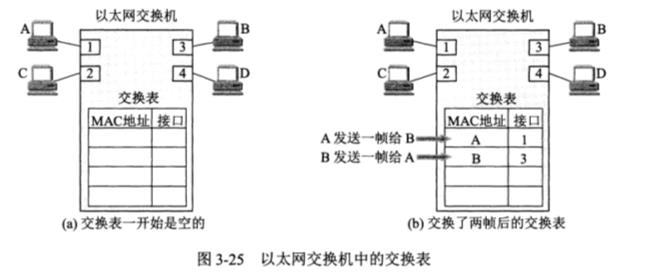 以太网交换机
A
1
3
B
C
2
4
D
交换表
MAC地址 接口
(a) 交换表一开始是空的
以太网交换机
A
1
3
B
C
2
4
D
交换表
MAC地址 接口
A 发送一帧给 B
A 1
B 发送一帧给 A
B 3
(b) 交换了两帧后的交换表
图 3-25 以太网交换机中的交换表